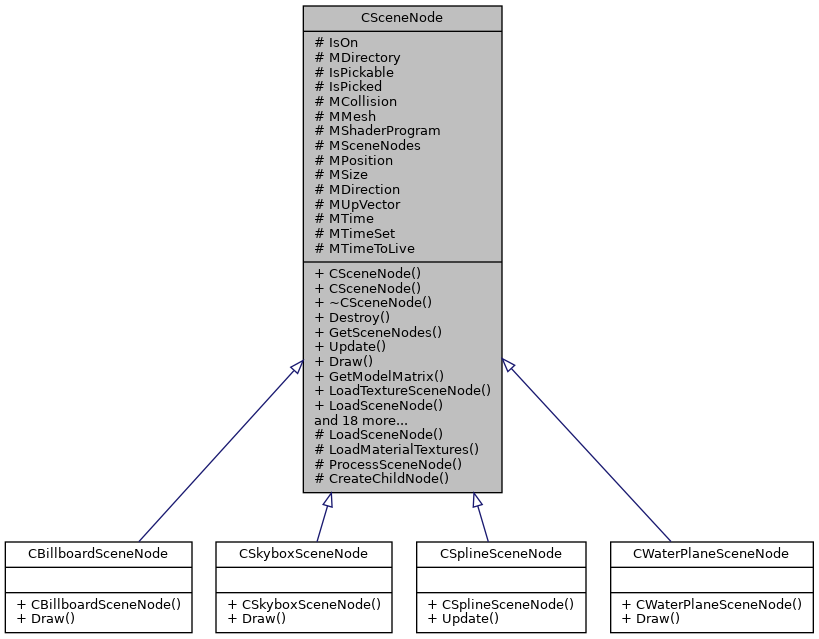 CSceneNode
# IsOn
# MDirectory
# IsPickable
# IsPicked
# MCollision
# MMesh
# MShaderProgram
# MSceneNodes
# MPosition
# MSize
# MDirection
# MUpVector
# MTime
# MTimeSet
# MTimeToLive
+ CSceneNode()
+ CSceneNode()
+ ~CSceneNode()
+ Destroy()
+ GetSceneNodes()
+ Update()
+ Draw()
+ GetModelMatrix()
+ LoadTextureSceneNode()
+ LoadSceneNode()
and 18 more...
# LoadSceneNode()
# LoadMaterialTextures()
# ProcessSceneNode()
# CreateChildNode()
CBillboardSceneNode
+ CBillboardSceneNode()
+ Draw()
CSkyboxSceneNode
+ CSkyboxSceneNode()
+ Draw()
CSplineSceneNode
+ CSplineSceneNode()
+ Update()
CWaterPlaneSceneNode
+ CWaterPlaneSceneNode()
+ Draw()